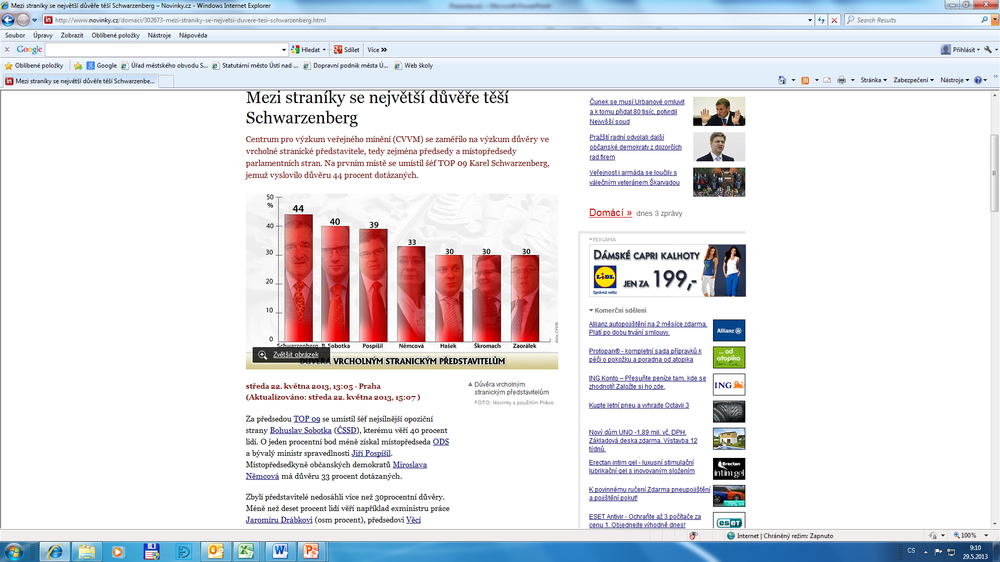 Mezi straníky se největší důvěře těší Schwarzenberg – Novinky.cz - Windows Internet Explorer
http://www.novinky.cz/domaci/302673-mezi-straniky-se-nejvetsi-duvere-tesi-schwarzenberg.html
Search Results
Soubor Úpravy Zobrazit Oblíbené položky Nástroje Nápověda
x Google Hledat Sdílet Více Přihlásit
Oblíbené položky Google Úřad městského obvodu S... Statutární město Ústí nad ... Dopravní podnik města Ú... Web školy
Mezi straníky se největší důvěře těší Schwarzenbe... Stránka Zabezpečení Nástroje
Mezi straníky se největší důvěře těší
Schwarzenberg
Centrum pro výzkum veřejného mínění (CVVM) se zaměřilo na výzkum důvěry ve
vrcholné stranické představitele, tedy zejména předsedy a místopředsedy
parlamentních stran. Na prvním místě se umístil šéf TOP 09 Karel Schwarzenberg,
jemuž vyslovilo důvěru 44 procent dotázaných.
50
%
40
30
20
10
0
44
40
39
33
30
30
30
Schwarzenberg B. Sobotka Pospíšil Němcová Hašek Škromach Zaorálek
data: CVVM
Zvětšit obrázek
DŮVĚRA VRCHOLNÝM STRANICKÝM PŘEDSTAVITELŮM
Důvěra vrcholným
stranickým představitelům
FOTO: Novinky s použitím Právo
středa 22. května 2013, 13:05 - Praha
(Aktualizováno: středa 22. května 2013, 15:07 )
Za předsedou TOP 09 se umístil šéf nejsilnější opoziční
strany Bohuslav Sobotka (ČSSD), kterému věří 40 procent
lidí. O jeden procentní bod méně získal místopředseda ODS
a bývalý ministr spravedlnosti Jiří Pospíšil.
Místopředsedkyně občanských demokratů Miroslava
Němcová má důvěru 33 procent dotázaných.
Zbylí představitelé nedosáhli více než 30procentní důvěry.
Méně než deset procent lidí věří například exministru práce
Jaromíru Drábkovi (osm procent), předsedovi Věcí
Čunek se musí Urbanové omluvit
a k tomu přidat 80 tisíc, potvrdil
Nejvyšší soud
Pražští radní odvolali další
občanské demokraty z dozorčích
rad firem
Veřejnost i armáda se loučily s
válečným veteránem Škarvadou
Domácí » dnes 3 zprávy
REKLAMA
DÁMSKÉ CAPRI KALHOTY
LIDL
Správná volba
JEN ZA 199,-
Komerční sdělení
Allianz autopojištění na 2 měsíce zdarma.
Platí po dobu trvání smlouvy.
Allianz
Protopan® - kompletní sada přípravků k
péči o pokožku a poradna od atopika
... od
atopika
ING Konto – Přesuňte peníze tam, kde se
zhodnotí! Založte si ho zde.
ING
Kupte letní pneu a vyhrajte Octavii 3
Nový dům UNO -1,89 mil. vč. DPH.
Základová deska zdarma. Výstavba 12
týdnů.
Erectan intim gel - luxusní stimulační
lubrikační gel s inovovaným složením
Erectan
intim gel
K povinnému ručení Zdarma pneupojištění
a pojištění pokut!
-70% >>
ESET Antivir - Ochraňte až 3 počítače za
cenu 1. Objednejte výhodně dnes!
eset
Internet | Chráněný režim: Zapnuto
100%
CS
9:10
29.5.2013